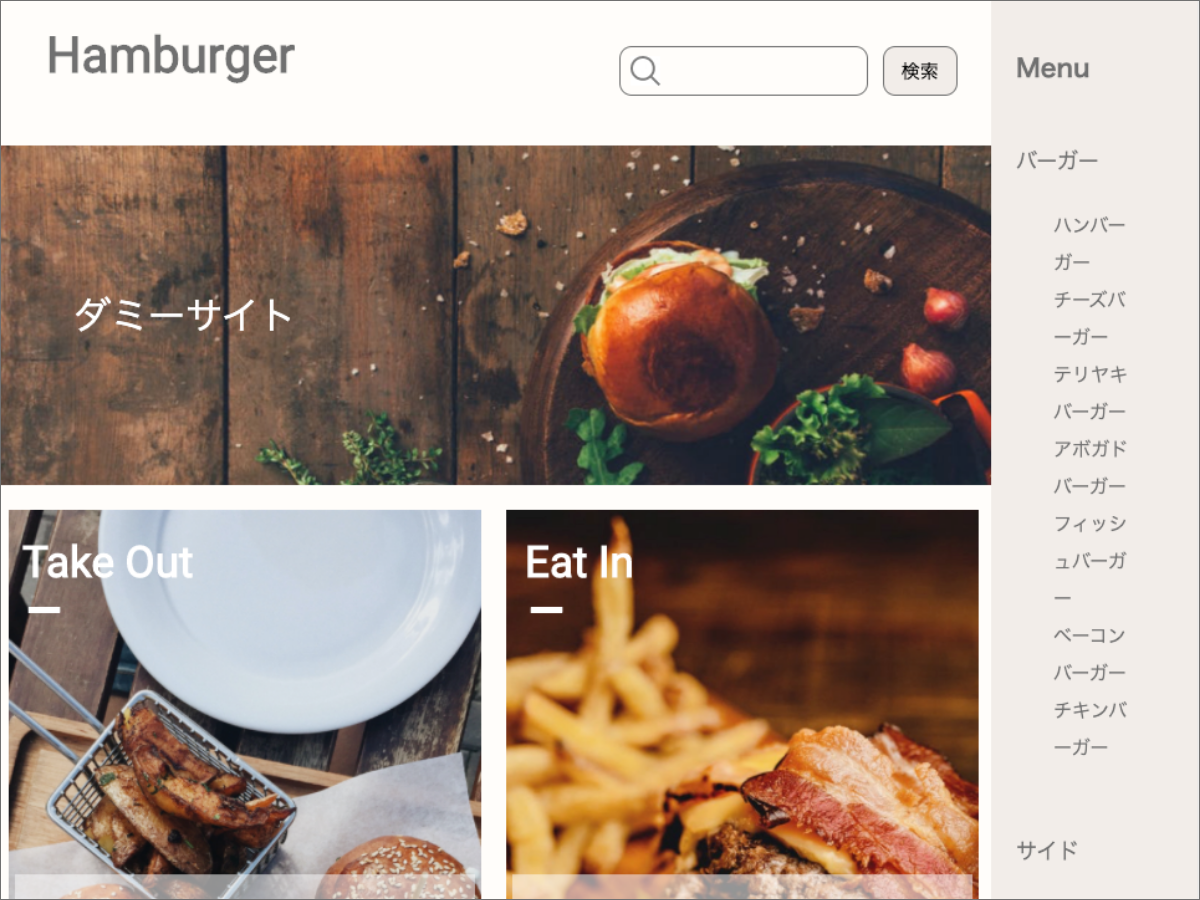 Hamburger
検索
ダミーサイト
Take Out
Eat In
Menu
バーガー
ハンバー
ガー
チーズバ
ーガー
テリヤキ
バーガー
アボガド
バーガー
フィッシ
ュバーガ
ー
ベーコン
バーガー
チキンバ
ーガー
サイド